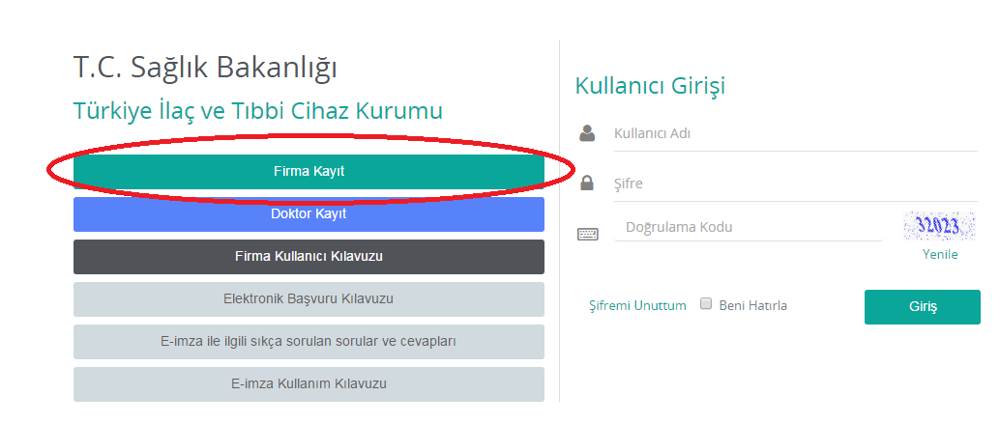 T.C. Sağlık Bakanlığı
Türkiye İlaç ve Tıbbi Cihaz Kurumu
Firma Kayıt
Doktor Kayıt
Firma Kullanıcı Kılavuzu
Elektronik Başvuru Kılavuzu
E-imza ile ilgili sıkça sorulan sorular ve cevapları
E-imza Kullanım Kılavuzu
Kullanıcı Girişi
Kullanıcı Adı
Şifre
Doğrulama Kodu
32023
Yenile
Şifremi Unuttum
Beni Hatırla
Giriş